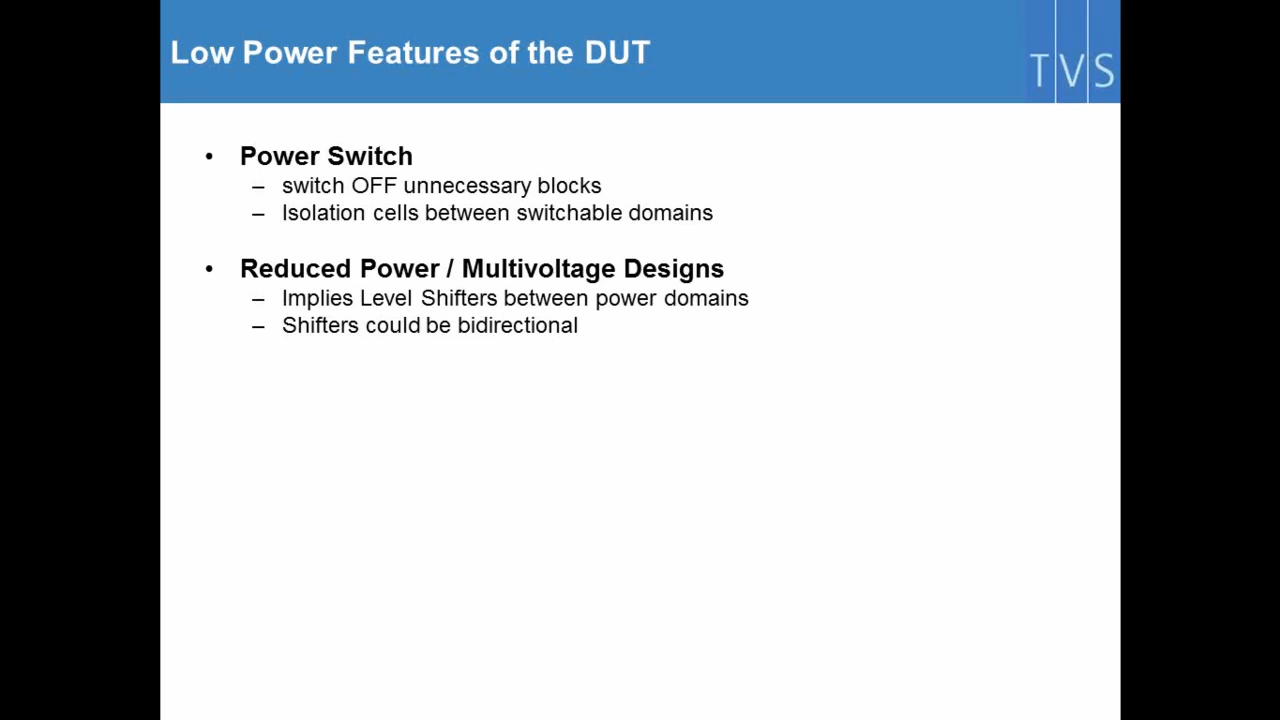 Low Power Features of the DUT
TVS
• Power Switch
– switch OFF unnecessary blocks
– Isolation cells between switchable domains
• Reduced Power / Multivoltage Designs
– Implies Level Shifters between power domains
– Shifters could be bidirectional